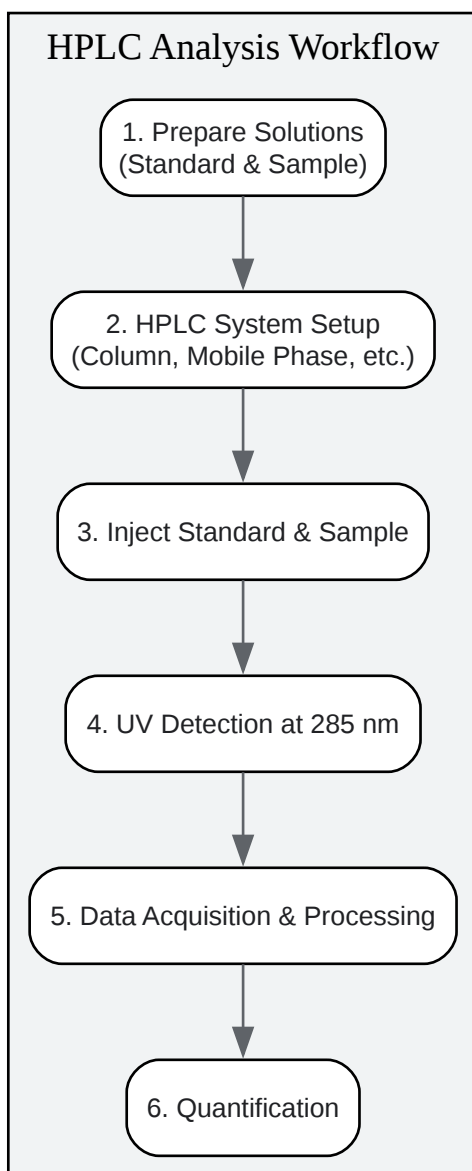 HPLC Analysis Workflow
1. Prepare Solutions
(Standard & Sample)
2. HPLC System Setup
(Column, Mobile Phase, etc.)
3. Inject Standard & Sample
4. UV Detection at 285 nm
5. Data Acquisition & Processing
6. Quantification